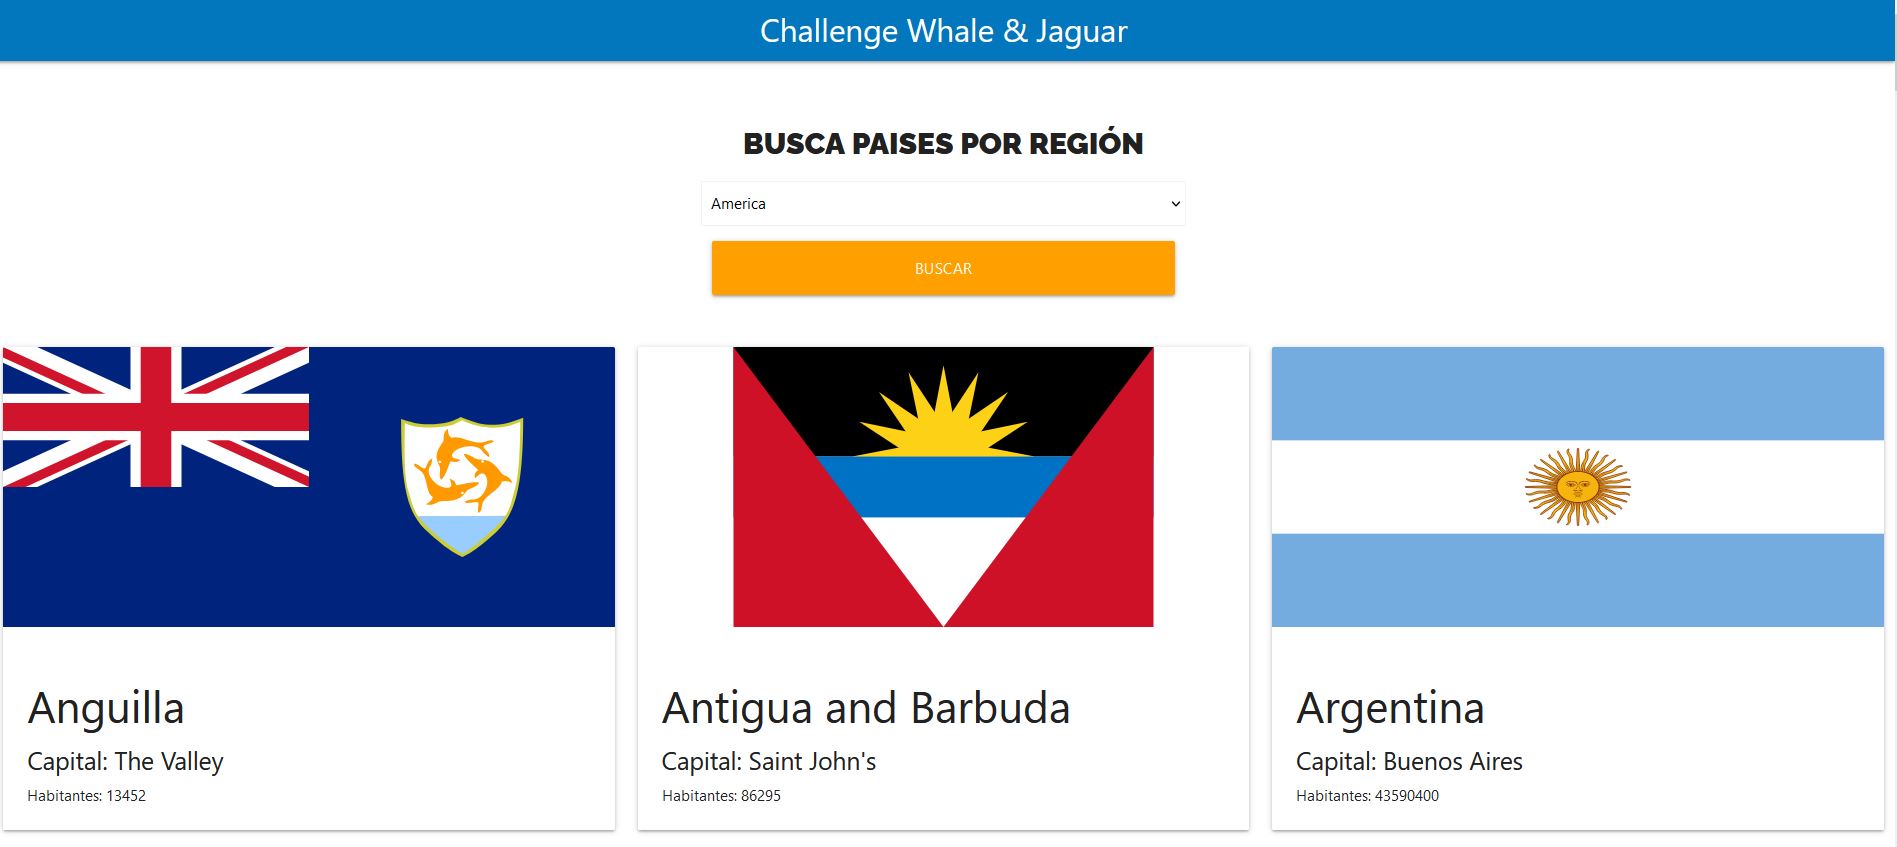 Challenge Whale & Jaguar
BUSCA PAISES POR REGIÓN
America
BUSCAR
Anguilla
Capital: The Valley
Habitantes: 13452
Antigua and Barbuda
Capital: Saint John's
Habitantes: 86295
Argentina
Capital: Buenos Aires
Habitantes: 43590400